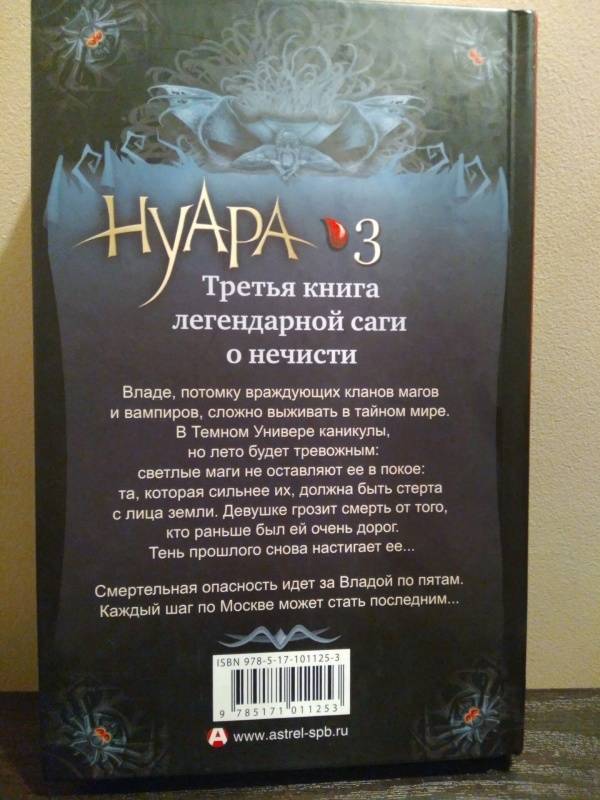 НУАРА 3
Третья книга
легендарной саги
о нечисти
Владе, потомку враждующих кланов магов
и вампиров, сложно выживать в тайном мире.
В Темном Универе каникулы,
но лето будет тревожным:
светлые маги не оставляют ее в покое:
та, которая сильнее их, должна быть стерта
с лица земли. Девушке грозит смерть от того,
кто раньше был ей очень дорог.
Тень прошлого снова настигает ее...
Смертельная опасность идет за Владой по пятам.
Каждый шаг по Москве может стать последним...
ISBN 978-5-17-101125-3
9 785171 011253
А www.astrel-spb.ru